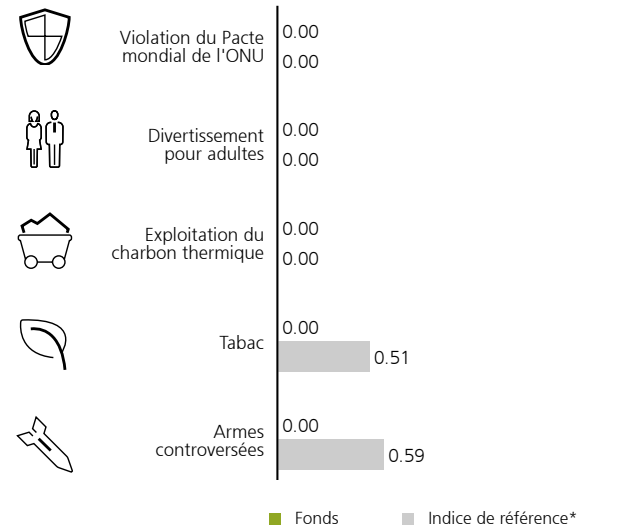 Violation du Pacte
mondial de l'ONU
0.00
0.00
Divertissement
pour adultes
0.00
0.00
Exploitation du
charbon thermique
0.00
0.00
Tabac
0.00
0.51
Armes
controversées
0.00
0.59
Fonds
Indice de référence*